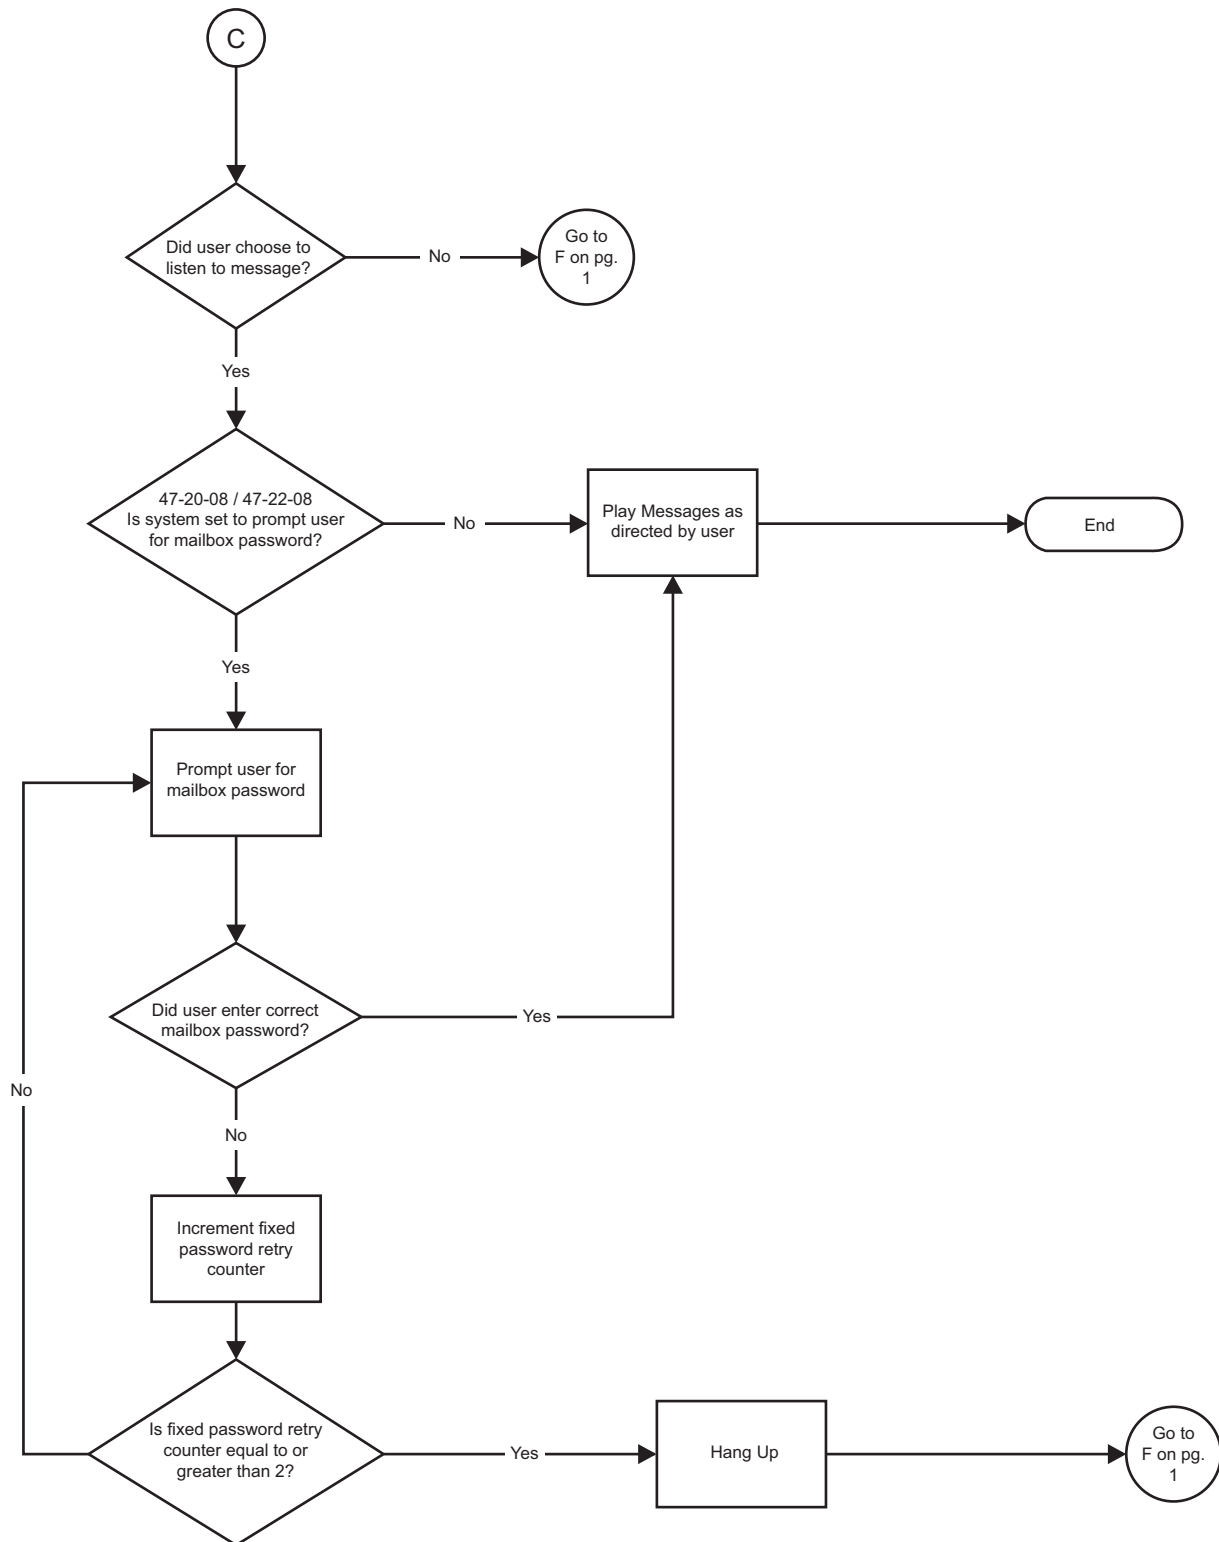 C
Did user choose to
listen to message?
No
Go to
F on pg.
1
Yes
47-20-08 / 47-22-08
Is system set to prompt user
for mailbox password?
No
Play Messages as
directed by user
End
Yes
Prompt user for
mailbox password
Did user enter correct
mailbox password?
Yes
No
No
Increment fixed
password retry
counter
Is fixed password retry
counter equal to or
greater than 2?
Yes
Hang Up
Go to
F on pg.
1